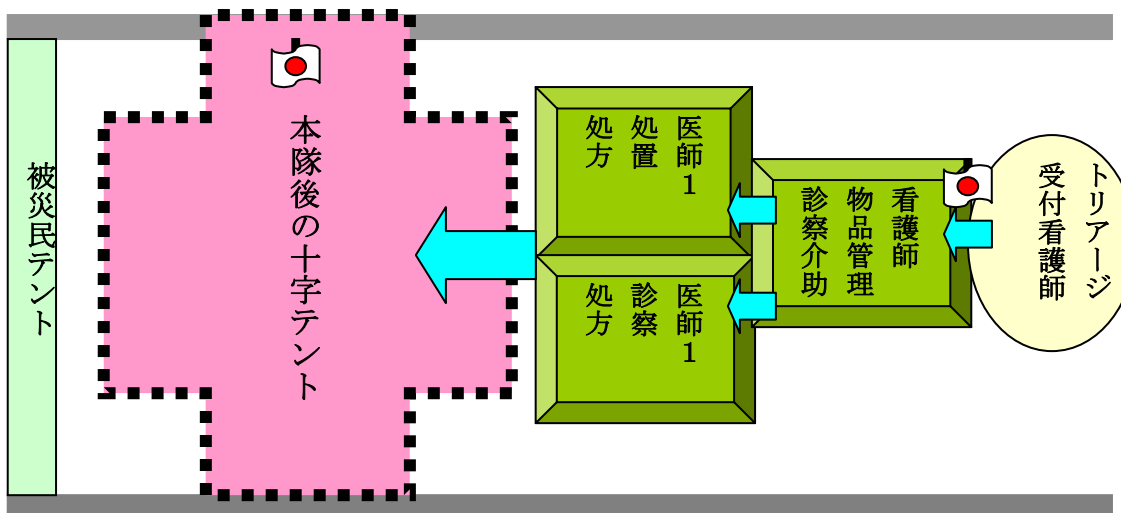 トリアージ
受付看護師
看護師
物品管理
診察介助
医師１
処置
処方
医師１
診察
処方
本隊後の十字テント
被災民テント